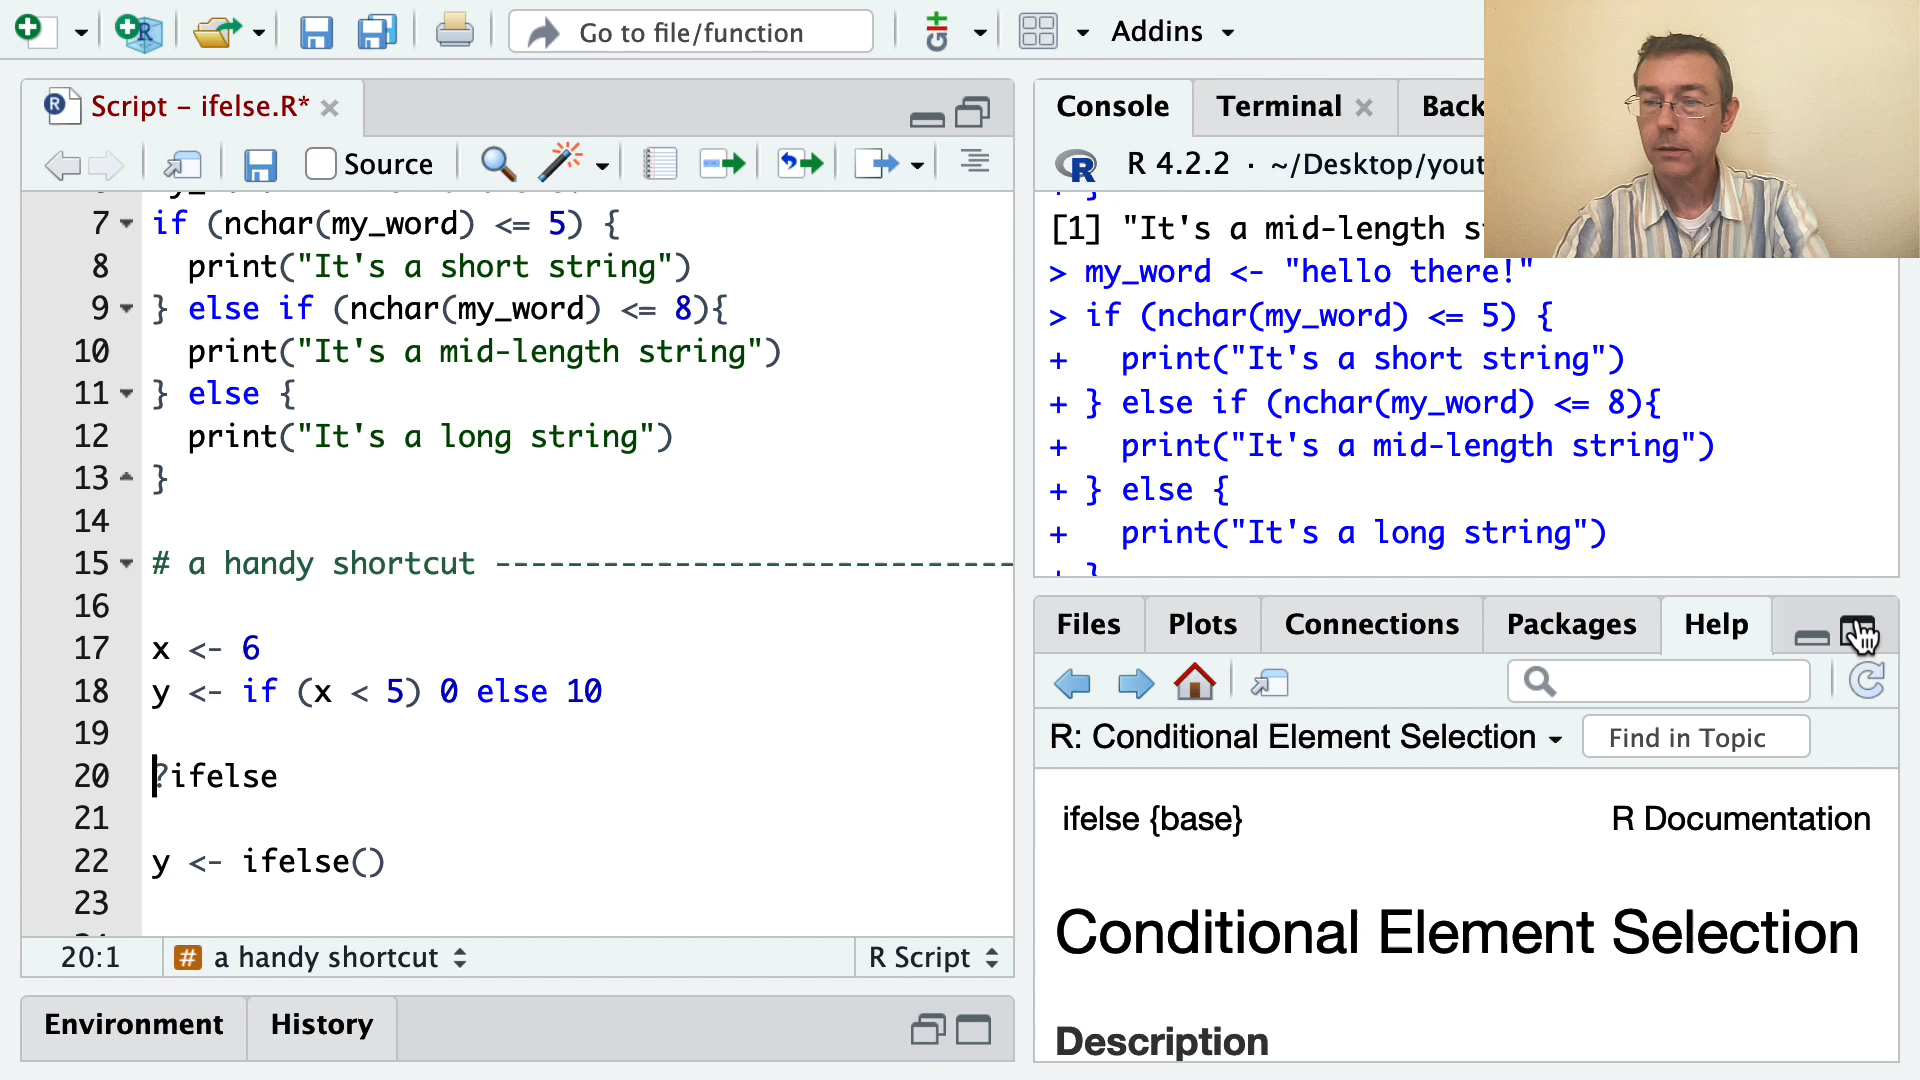 Go to file/function
Addins
Script - ifelse.R*
Source
7 if (nchar(my_word) <= 5) {
8 print("It's a short string")
9 } else if (nchar(my_word) <= 8){
10 print("It's a mid-length string")
11 } else {
12 print("It's a long string")
13 }
14
15 # a handy shortcut -----------------------------
16
17 x <- 6
18 y <- if (x < 5) 0 else 10
19
20 ?ifelse
21
22 y <- ifelse()
23
20:1
# a handy shortcut
R Script
Environment
History
Console
Terminal
Back
R 4.2.2 · ~/Desktop/yout
[1] "It's a mid-length s
> my_word <- "hello there!"
> if (nchar(my_word) <= 5) {
+ print("It's a short string")
+ } else if (nchar(my_word) <= 8){
+ print("It's a mid-length string")
+ } else {
+ print("It's a long string")
+ }
Files
Plots
Connections
Packages
Help
R: Conditional Element Selection
Find in Topic
ifelse {base}
R Documentation
Conditional Element Selection
Description